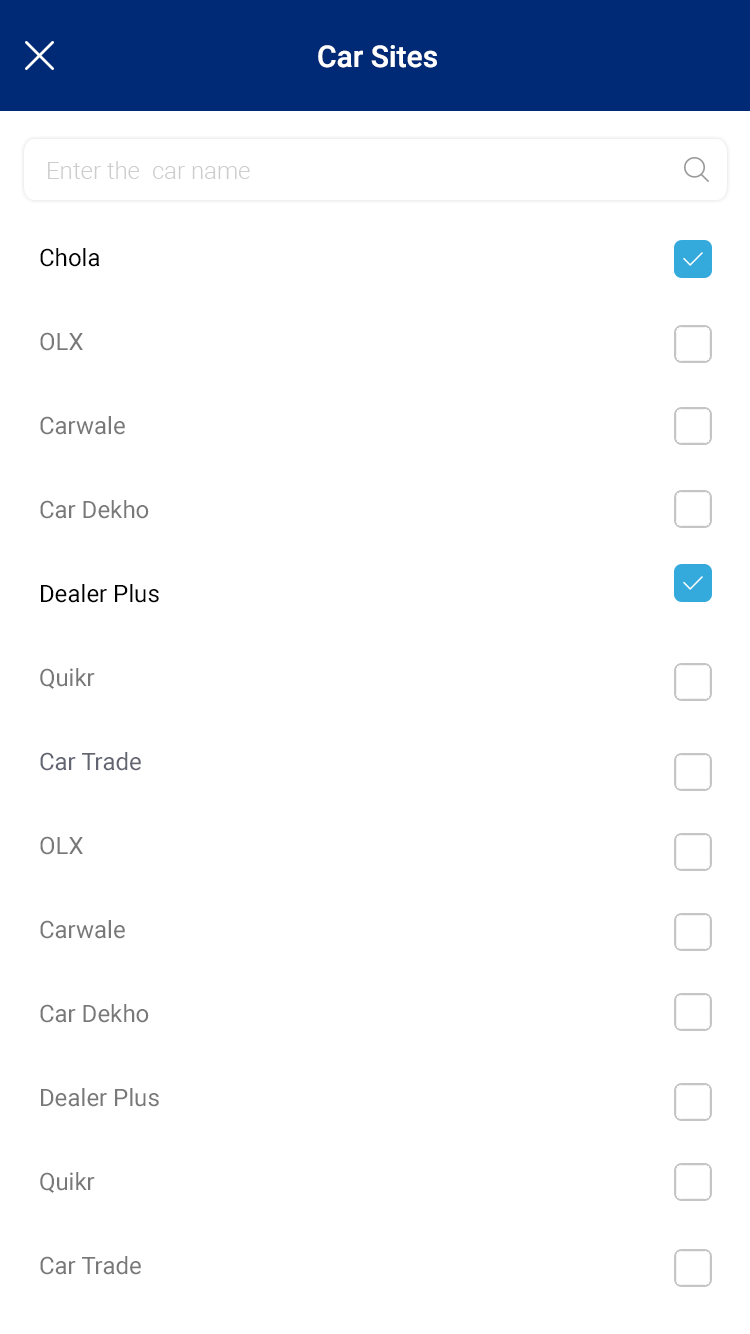 Car Sites
Enter the  car name
Chola
OLX
Carwale
Car Dekho
Dealer Plus
Quikr
Car Trade
OLX
Carwale
Car Dekho
Dealer Plus
Quikr
Car Trade